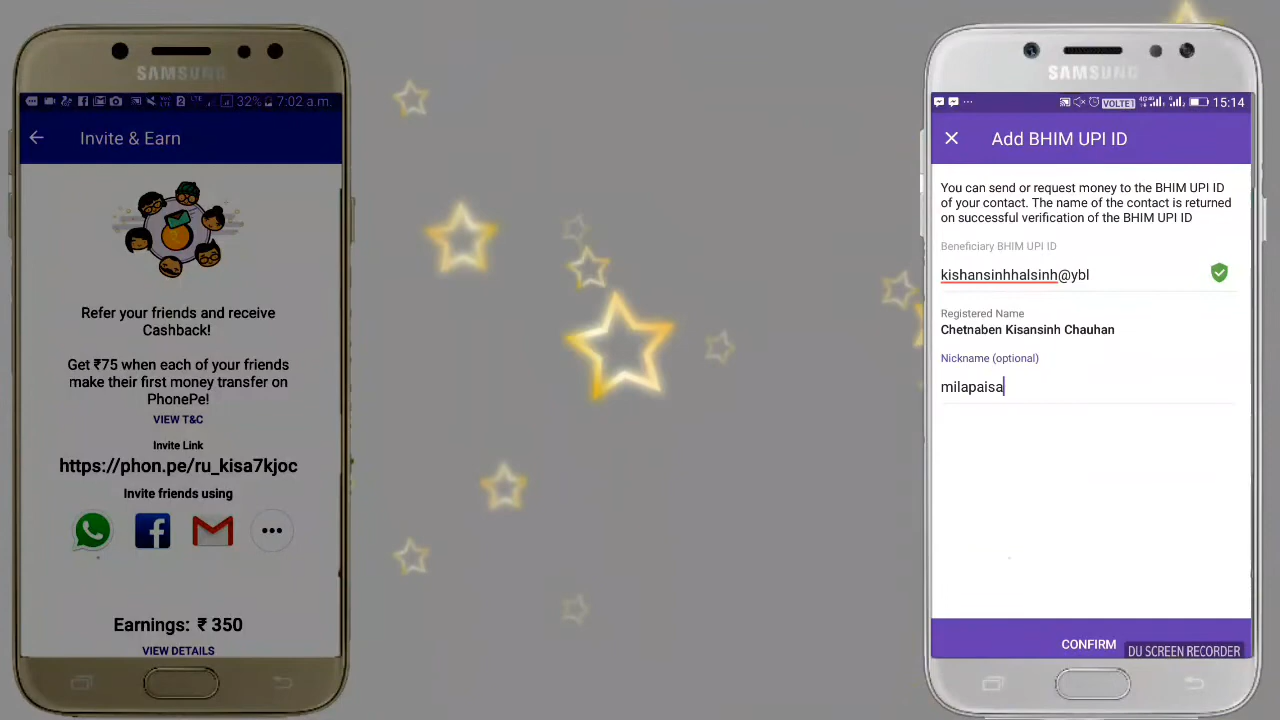 SAMSUNG
32% 7:02 a.m.
Invite & Earn
Refer your friends and receive
Cashback!
Get ₹75 when each of your friends
make their first money transfer on
PhonePe!
VIEW T&C
Invite Link
https://phon.pe/ru_kisa7kjoc
Invite friends using
Earnings: ₹ 350
VIEW DETAILS
SAMSUNG
VOLTE1 15:14
Add BHIM UPI ID
You can send or request money to the BHIM UPI ID
of your contact. The name of the contact is returned
on successful verification of the BHIM UPI ID
Beneficiary BHIM UPI ID
kishansinhhalsinh@ybl
Registered Name
Chetnaben Kisansinh Chauhan
Nickname (optional)
milapaisa
CONFIRM
DU SCREEN RECORDER